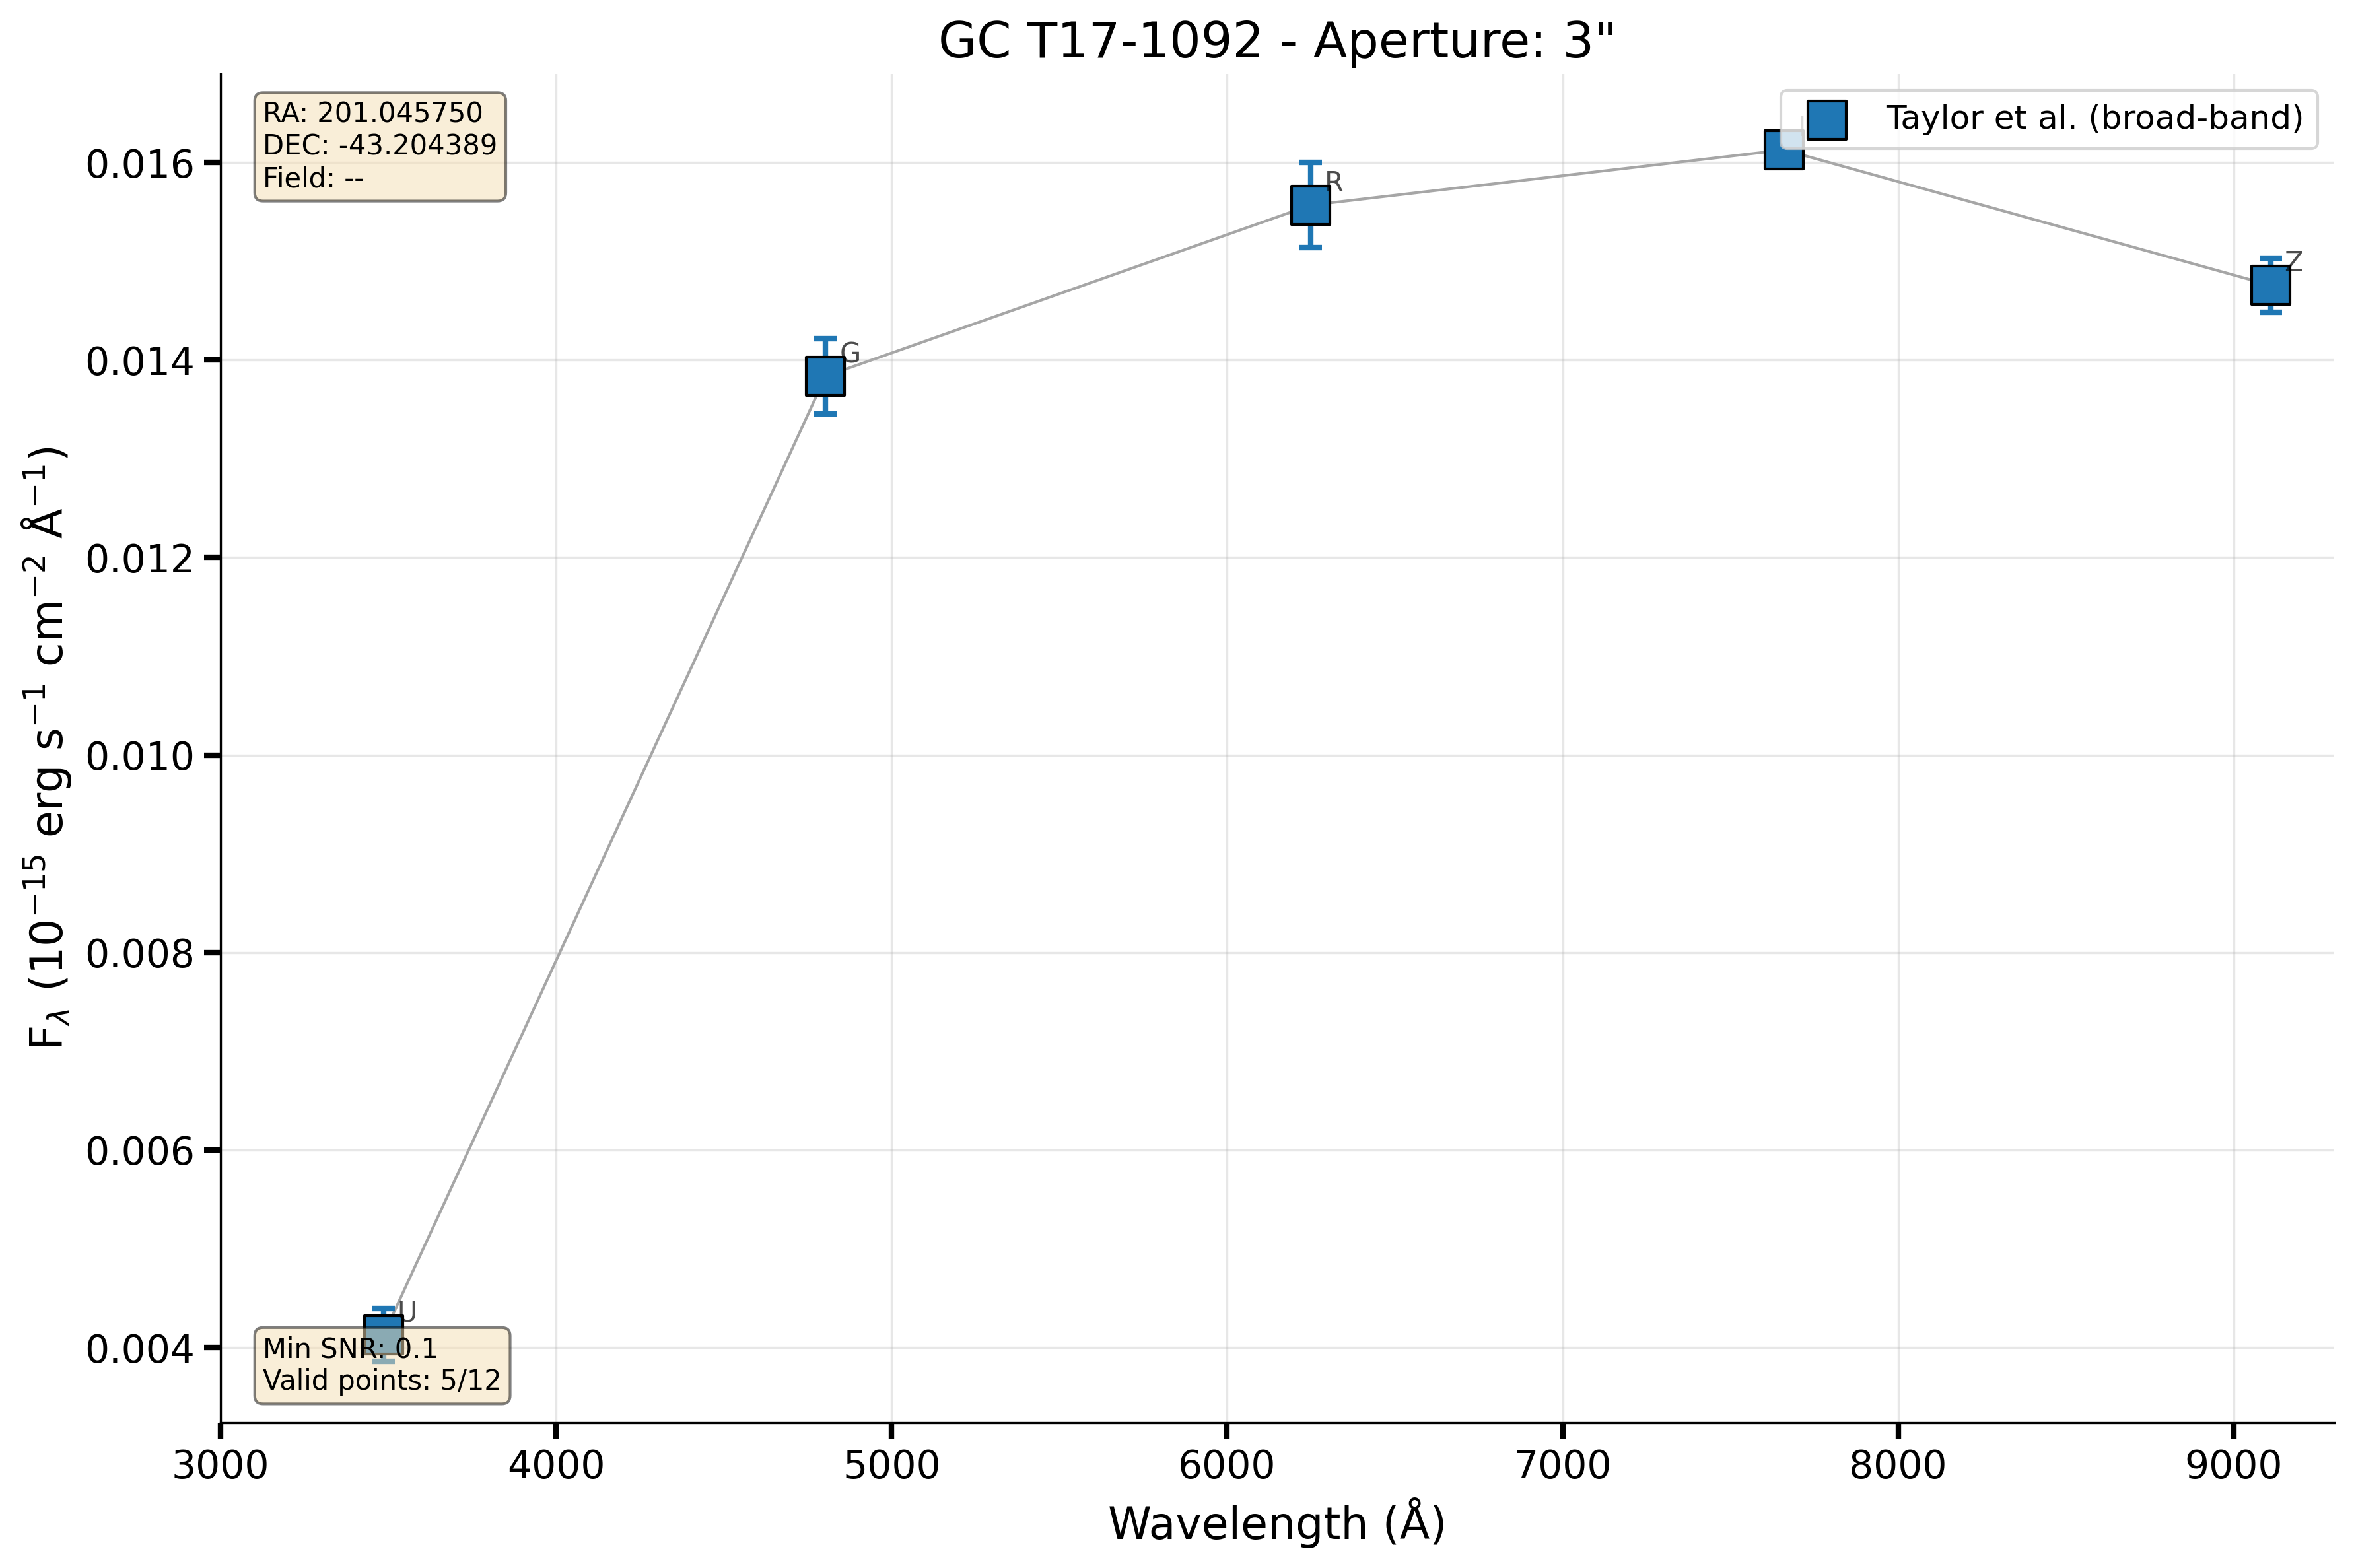 GC T17-1092 - Aperture: 3"
RA: 201.045750
DEC: -43.204389
Field: --
Taylor et al. (broad-band)
R
Z
G
U
Min SNR: 0.1
Valid points: 5/12
0.016
0.014
0.012
0.010
0.008
0.006
0.004
3000
4000
5000
6000
7000
8000
9000
Wavelength (Å)
Fλ (10⁻¹⁵ erg s⁻¹ cm⁻² Å⁻¹)